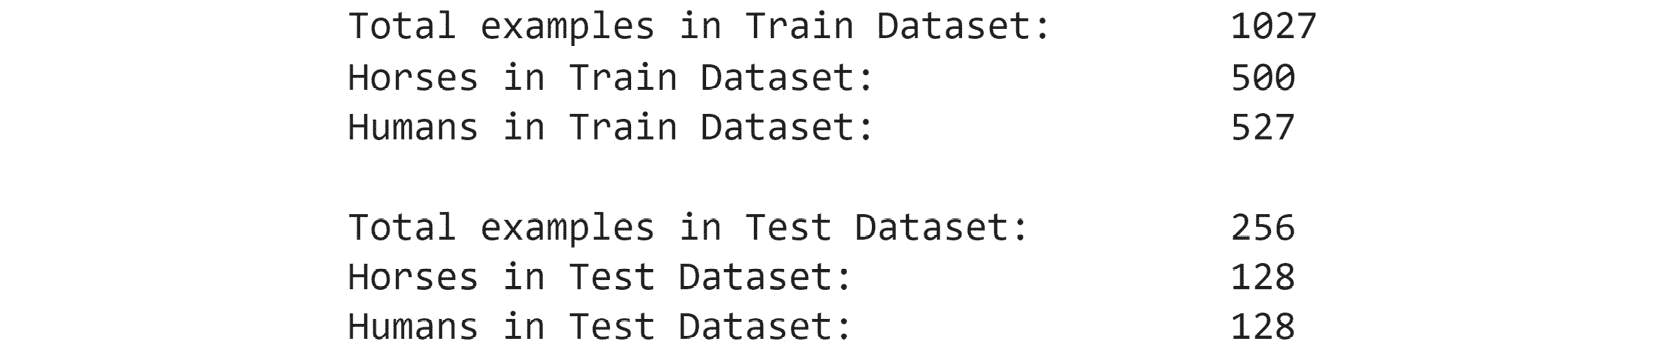 Total examples in Train Dataset: 1027
Horses in Train Dataset: 500
Humans in Train Dataset: 527
Total examples in Test Dataset: 256
Horses in Test Dataset: 128
Humans in Test Dataset: 128